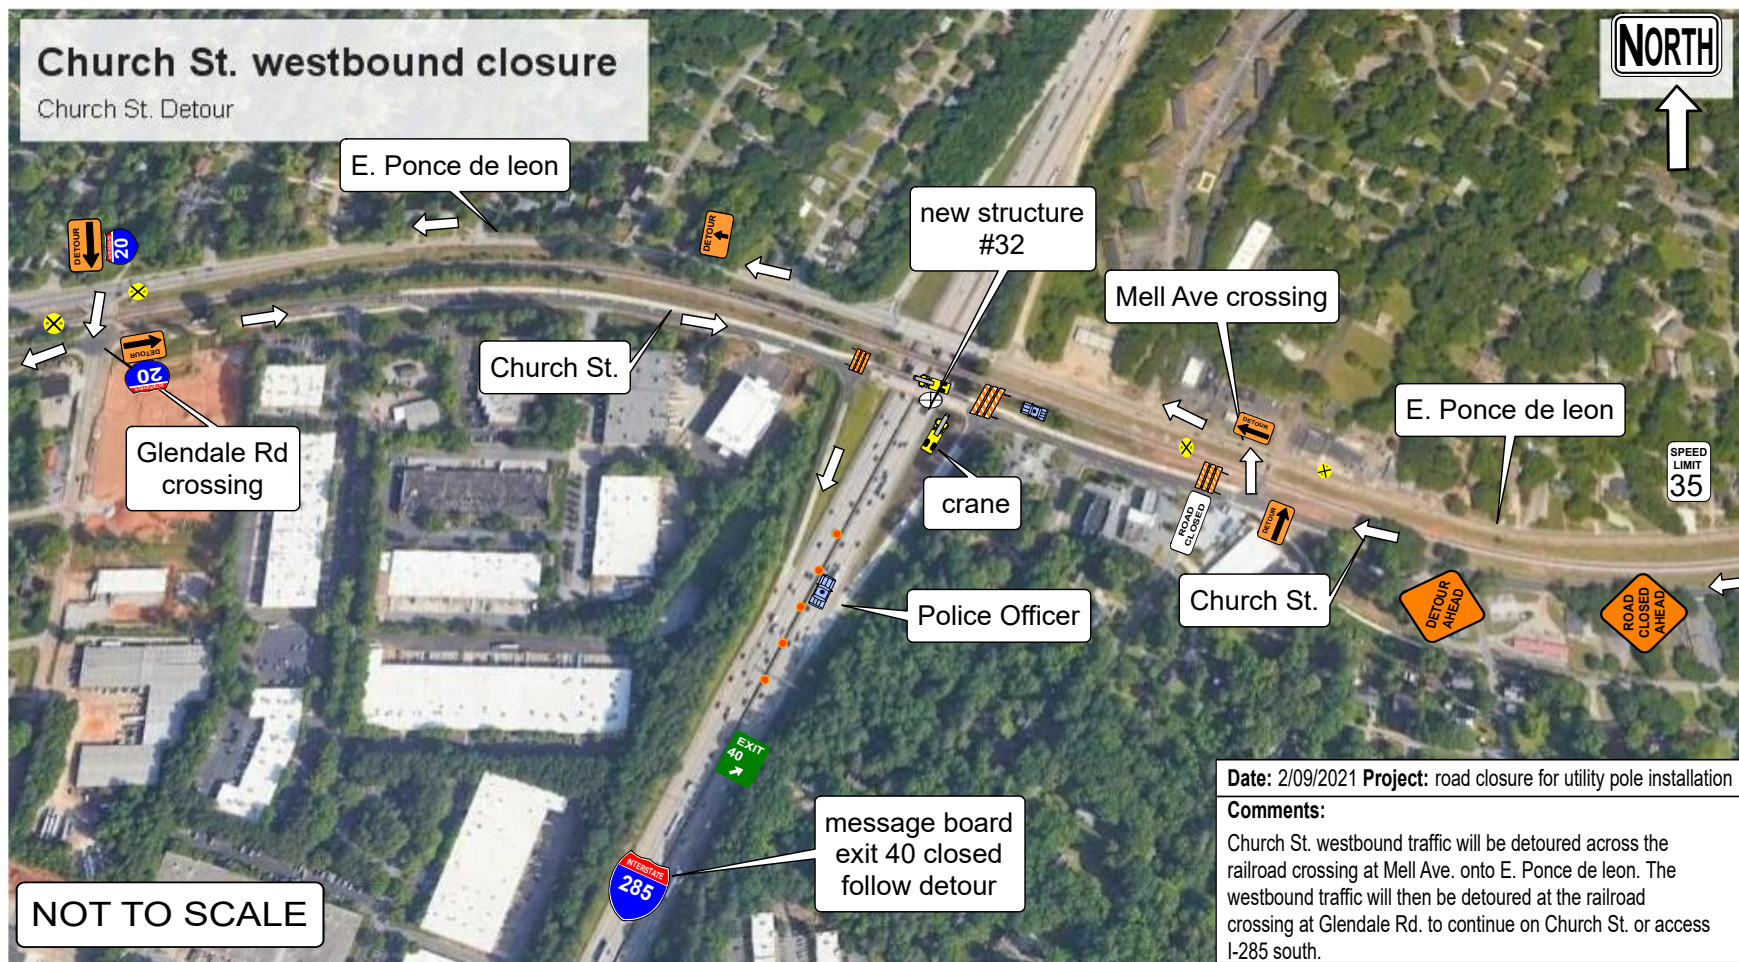 Church St. westbound closure
Church St. Detour
NORTH
E. Ponce de leon
new structure
#32
Mell Ave crossing
DETOUR
20
DETOUR
DETOUR
INTERSTATE
20
Church St.
DETOUR
E. Ponce de leon
SPEED
LIMIT
35
Glendale Rd
crossing
crane
ROAD
CLOSED
DETOUR
Police Officer
Church St.
DETOUR
AHEAD
ROAD
CLOSED
AHEAD
EXIT
40
message board
exit 40 closed
follow detour
INTERSTATE
285
NOT TO SCALE
Date: 2/09/2021 Project: road closure for utility pole installation
Comments:
Church St. westbound traffic will be detoured across the
railroad crossing at Mell Ave. onto E. Ponce de leon. The
westbound traffic will then be detoured at the railroad
crossing at Glendale Rd. to continue on Church St. or access
I-285 south.